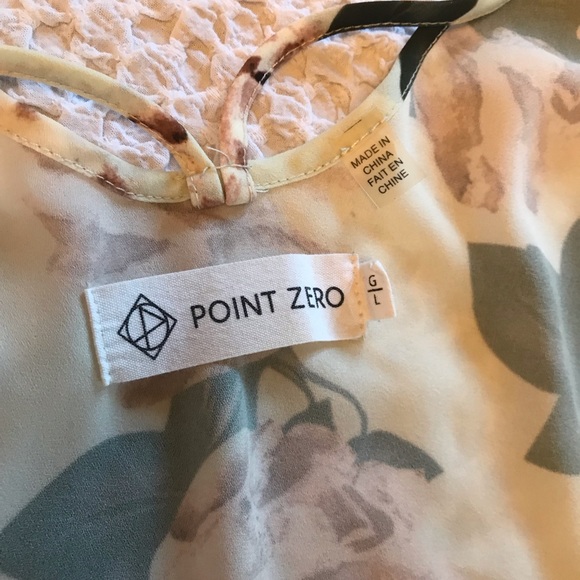 MADE IN
CHINA
FAIT EN
CHINE
POINT ZERO
G
L